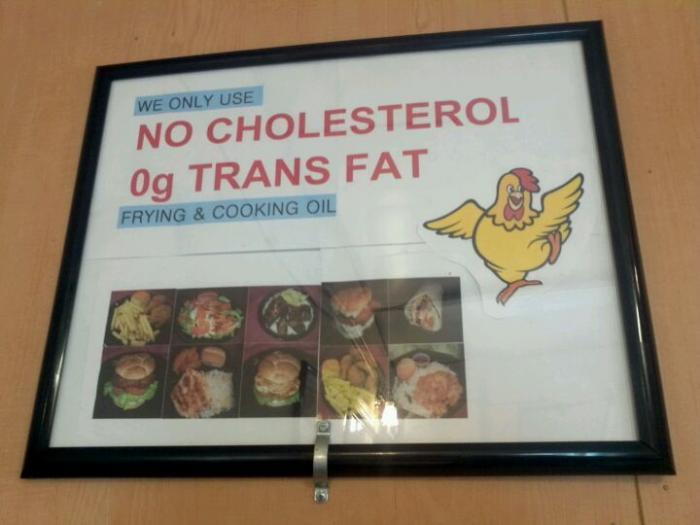 WE ONLY USE
NO CHOLESTEROL
0g TRANS FAT
FRYING & COOKING OIL